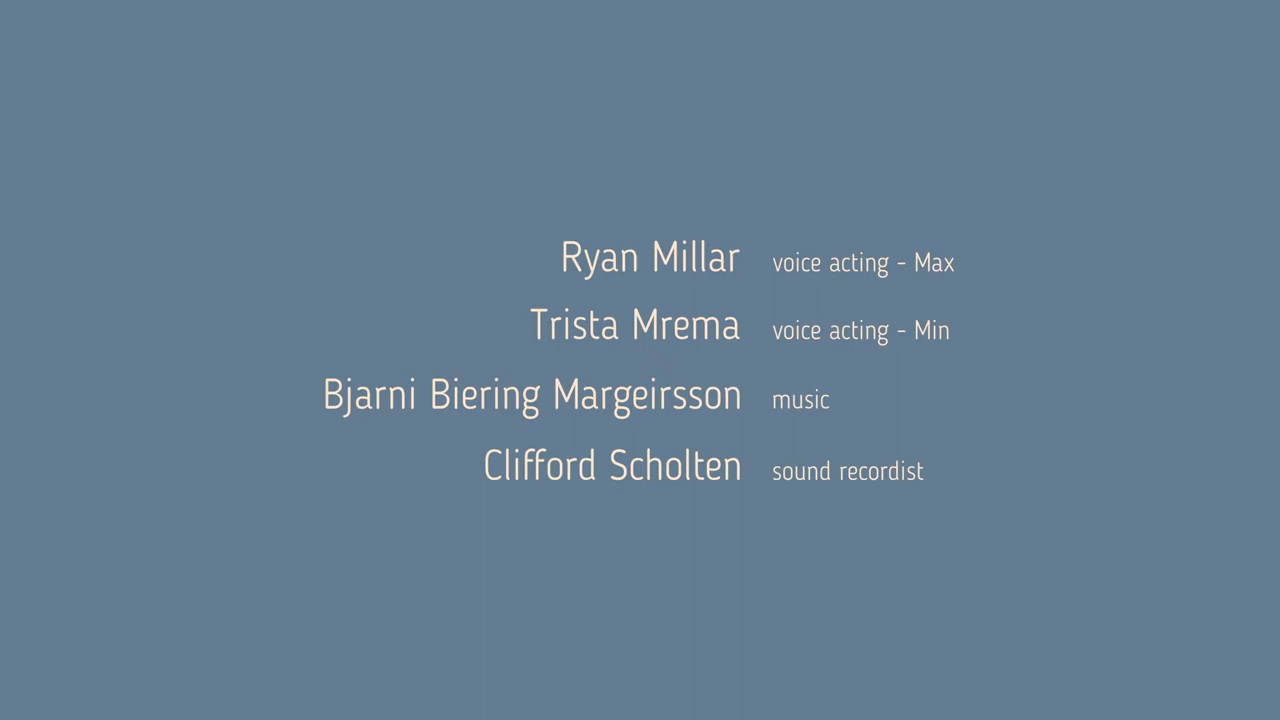 Ryan Millar voice acting - Max
Trista Mrema voice acting - Min
Bjarni Biering Margeirsson music
Clifford Scholten sound recordist